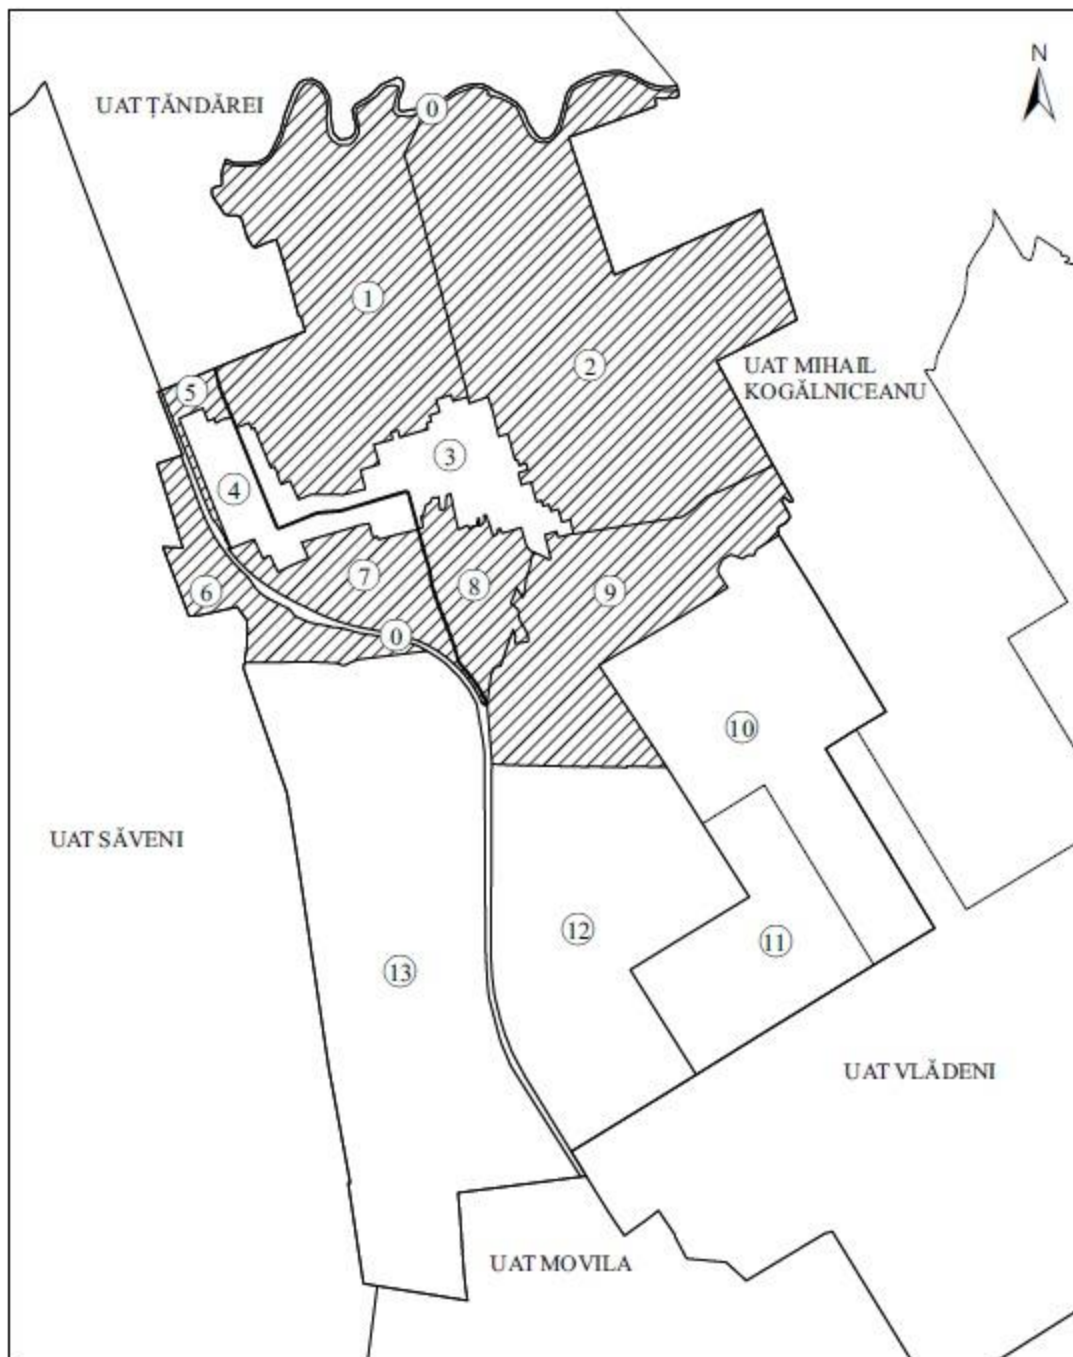 N
UAT ȚĂNDĂREI
0
1
2
UAT MIHAIL
KOGĂLNICEANU
5
3
4
7
8
6
9
0
10
UAT SĂVENI
12
11
13
UAT VLĂDENI
UAT MOVILA